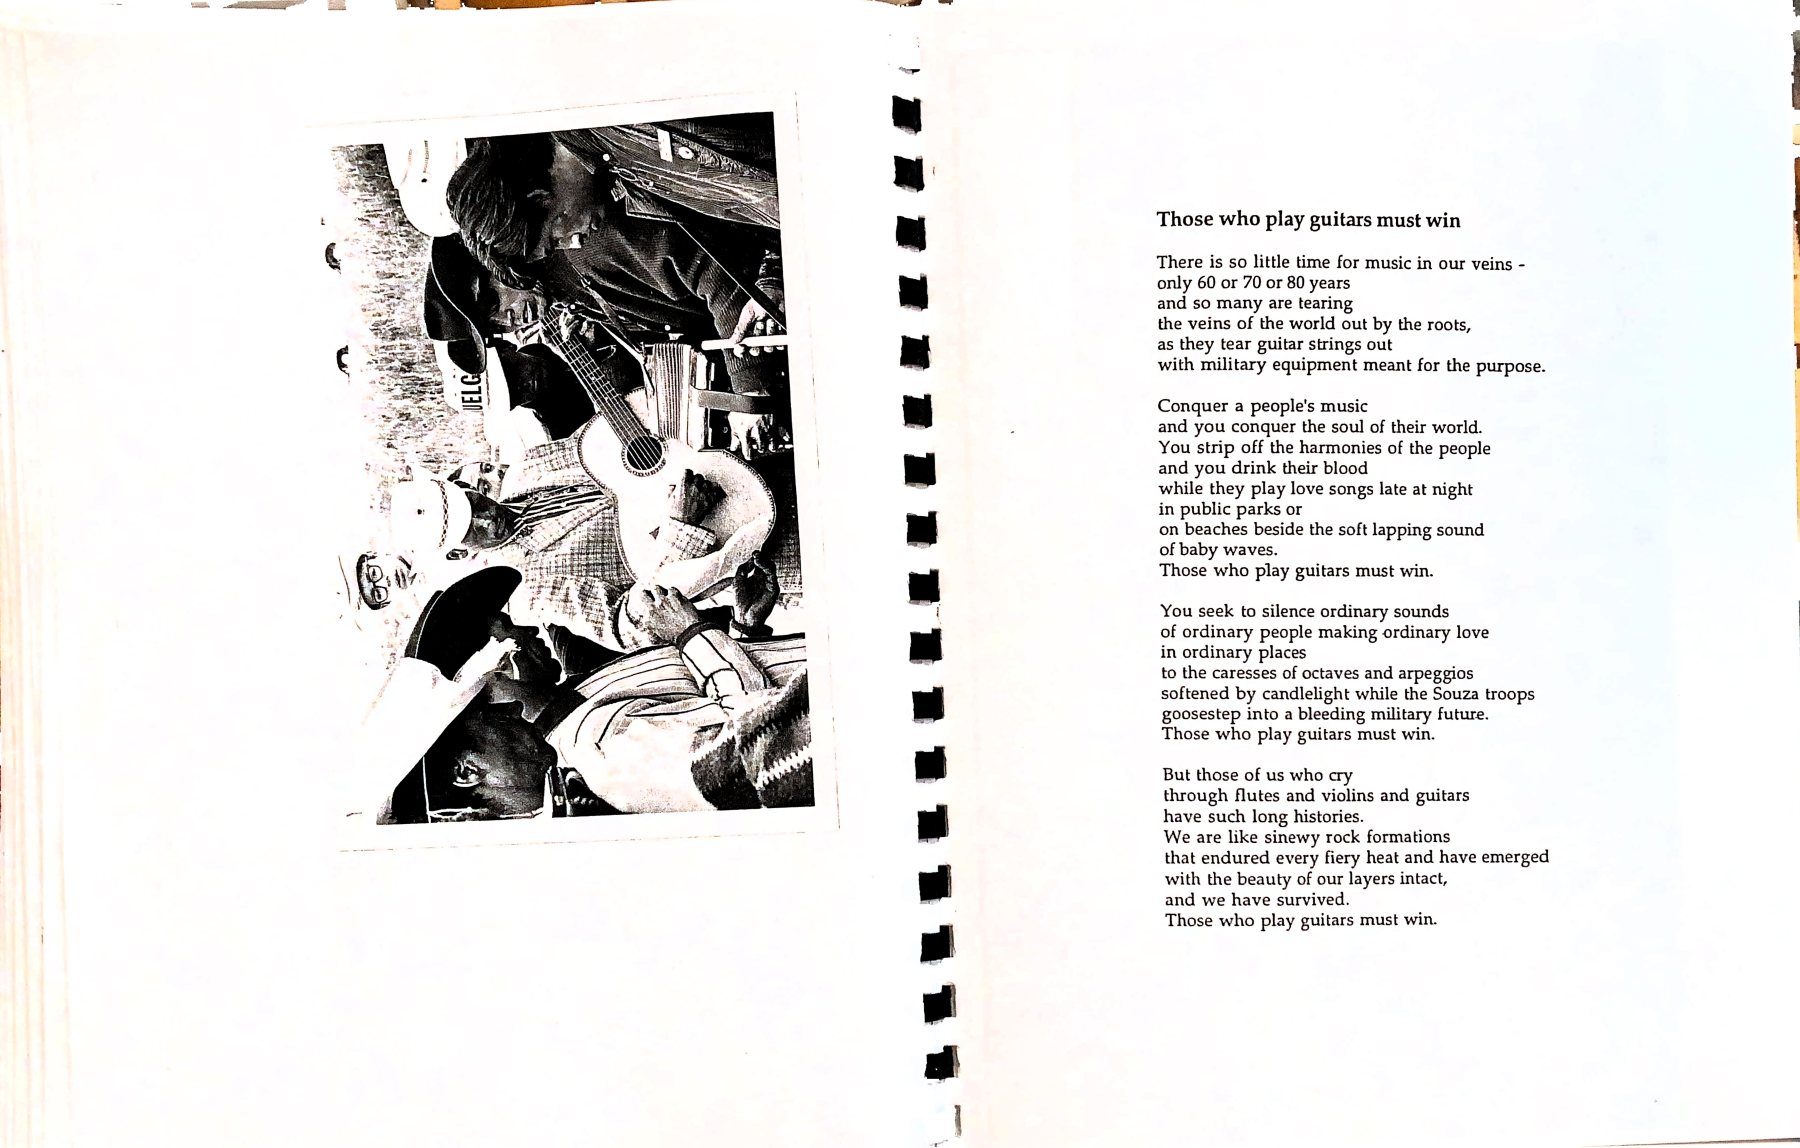 UELG
Those who play guitars must win
There is so little time for music in our veins -
only 60 or 70 or 80 years
and so many are tearing
the veins of the world out by the roots,
as they tear guitar strings out
with military equipment meant for the purpose.
Conquer a people's music
and you conquer the soul of their world.
You strip off the harmonies of the people
and you drink their blood
while they play love songs late at night
in public parks or
on beaches beside the soft lapping sound
of baby waves.
Those who play guitars must win.
You seek to silence ordinary sounds
of ordinary people making ordinary love
in ordinary places
to the caresses of octaves and arpeggios
softened by candlelight while the Souza troops
goosestep into a bleeding military future.
Those who play guitars must win.
But those of us who cry
through flutes and violins and guitars
have such long histories.
We are like sinewy rock formations
that endured every fiery heat and have emerged
with the beauty of our layers intact,
and we have survived.
Those who play guitars must win.